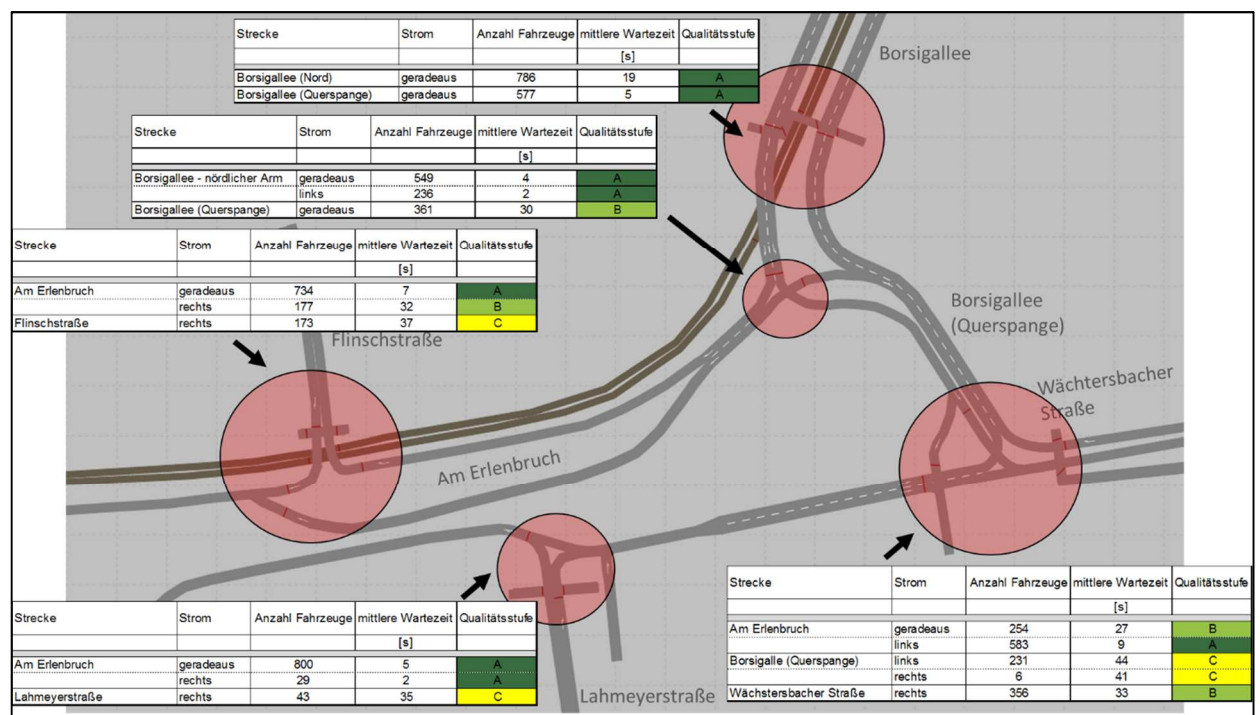 Strecke Strom Anzahl Fahrzeuge mittlere Wartezeit Qualitätsstufe
[s]
Borsigallee (Nord) geradeaus 786 19 A
Borsigallee (Querspange) geradeaus 577 5 A
Borsigallee
Strecke Strom Anzahl Fahrzeuge mittlere Wartezeit Qualitätsstufe
[s]
Borsigallee - nördlicher Arm geradeaus 549 4 A
links 236 2 A
Borsigallee (Querspange) geradeaus 361 30 B
Strecke Strom Anzahl Fahrzeuge mittlere Wartezeit Qualitätsstufe
[s]
Am Erlenbruch geradeaus 734 7 A
rechts 177 32 B
Flinschstraße rechts 173 37 C
Flinschstraße
Borsigallee
(Querspange)
Wächtersbacher
Straße
Am Erlenbruch
Strecke Strom Anzahl Fahrzeuge mittlere Wartezeit Qualitätsstufe
[s]
Am Erlenbruch geradeaus 800 5 A
rechts 29 2 A
Lahmeyerstraße rechts 43 35 C
Lahmeyerstraße
Strecke Strom Anzahl Fahrzeuge mittlere Wartezeit Qualitätsstufe
[s]
Am Erlenbruch geradeaus 254 27 B
links 583 9 A
Borsigalle (Querspange) links 231 44 C
rechts 6 41 C
Wächstersbacher Straße rechts 356 33 B